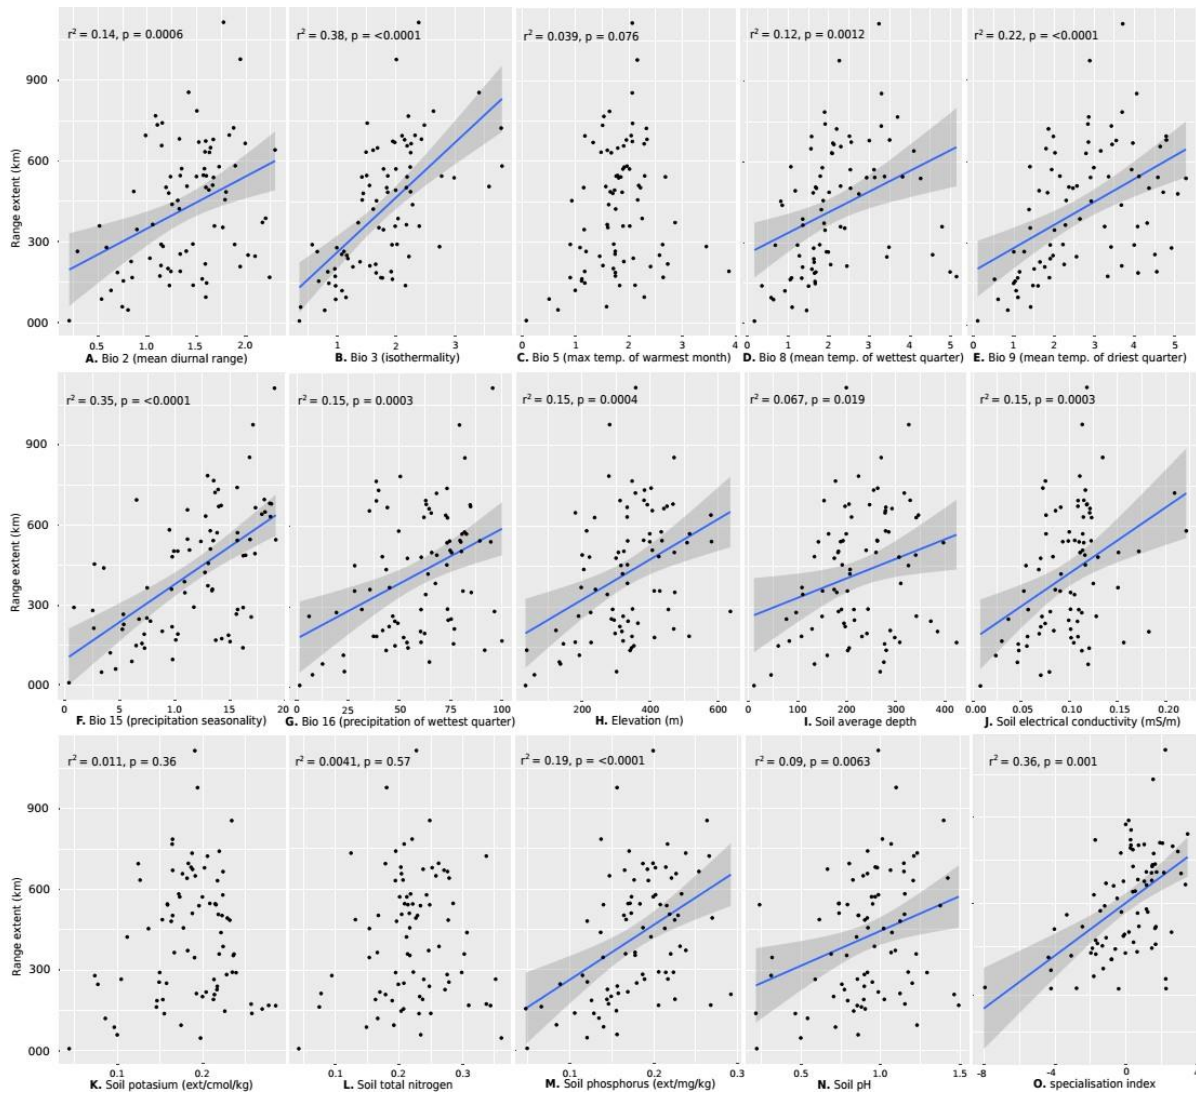 r² = 0.14, p = 0.0006
r² = 0.38, p = <0.0001
r² = 0.039, p = 0.076
r² = 0.12, p = 0.0012
r² = 0.22, p = <0.0001
Range extent (km)
900
600
300
000
0.5 1.0 1.5 2.0
1 2 3
0 1 2 3 4
0 1 2 3 4 5
0 1 2 3 4 5
A. Bio 2 (mean diurnal range)
B. Bio 3 (isothermality)
C. Bio 5 (max temp. of warmest month)
D. Bio 8 (mean temp. of wettest quarter)
E. Bio 9 (mean temp. of driest quarter)
r² = 0.35, p = <0.0001
r² = 0.15, p = 0.0003
r² = 0.15, p = 0.0004
r² = 0.067, p = 0.019
r² = 0.15, p = 0.0003
Range extent (km)
900
600
300
000
0 5 1.0 15 20
0 25 50 75 100
200 400 600
0 100 200 300 400
0.00 0.05 0.10 0.15 0.20
F. Bio 15 (precipitation seasonality)
G. Bio 16 (precipitation of wettest quarter)
H. Elevation (m)
I. Soil average depth
J. Soil electrical conductivity (mS/m)
r² = 0.011, p = 0.36
r² = 0.0041, p = 0.57
r² = 0.19, p = <0.0001
r² = 0.09, p = 0.0063
r² = 0.36, p = 0.001
Range extent (km)
900
600
300
000
0.1 0.2
0.1 0.2 0.3
0.1 0.2 0.3
0.5 1.0 1.5
-8 -4 0 4
K. Soil potasium (ext/cmol/kg)
L. Soil total nitrogen
M. Soil phosphorus (ext/mg/kg)
N. Soil pH
O. specialisation index